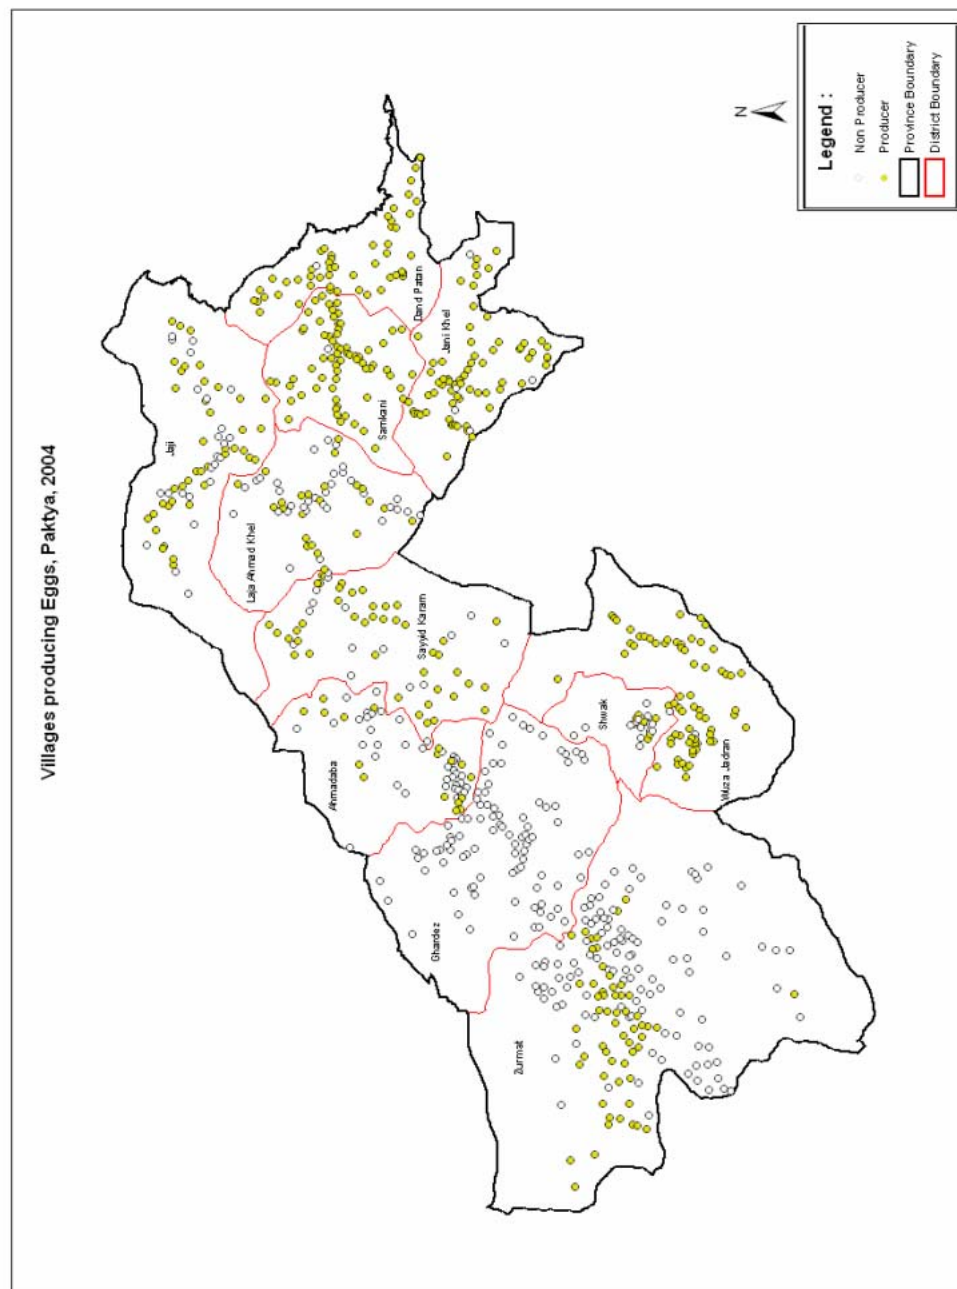 Villages producing Eggs, Paktya, 2004
N
Legend :
Non Producer
Producer
Province Boundary
District Boundary
Jaji
Laja Ahmad Khel
Samkani
Dand Patan
Jani Khel
Sayyid Karam
Ahmadaba
Shwak
Wuza Jadran
Ghardez
Zurmat